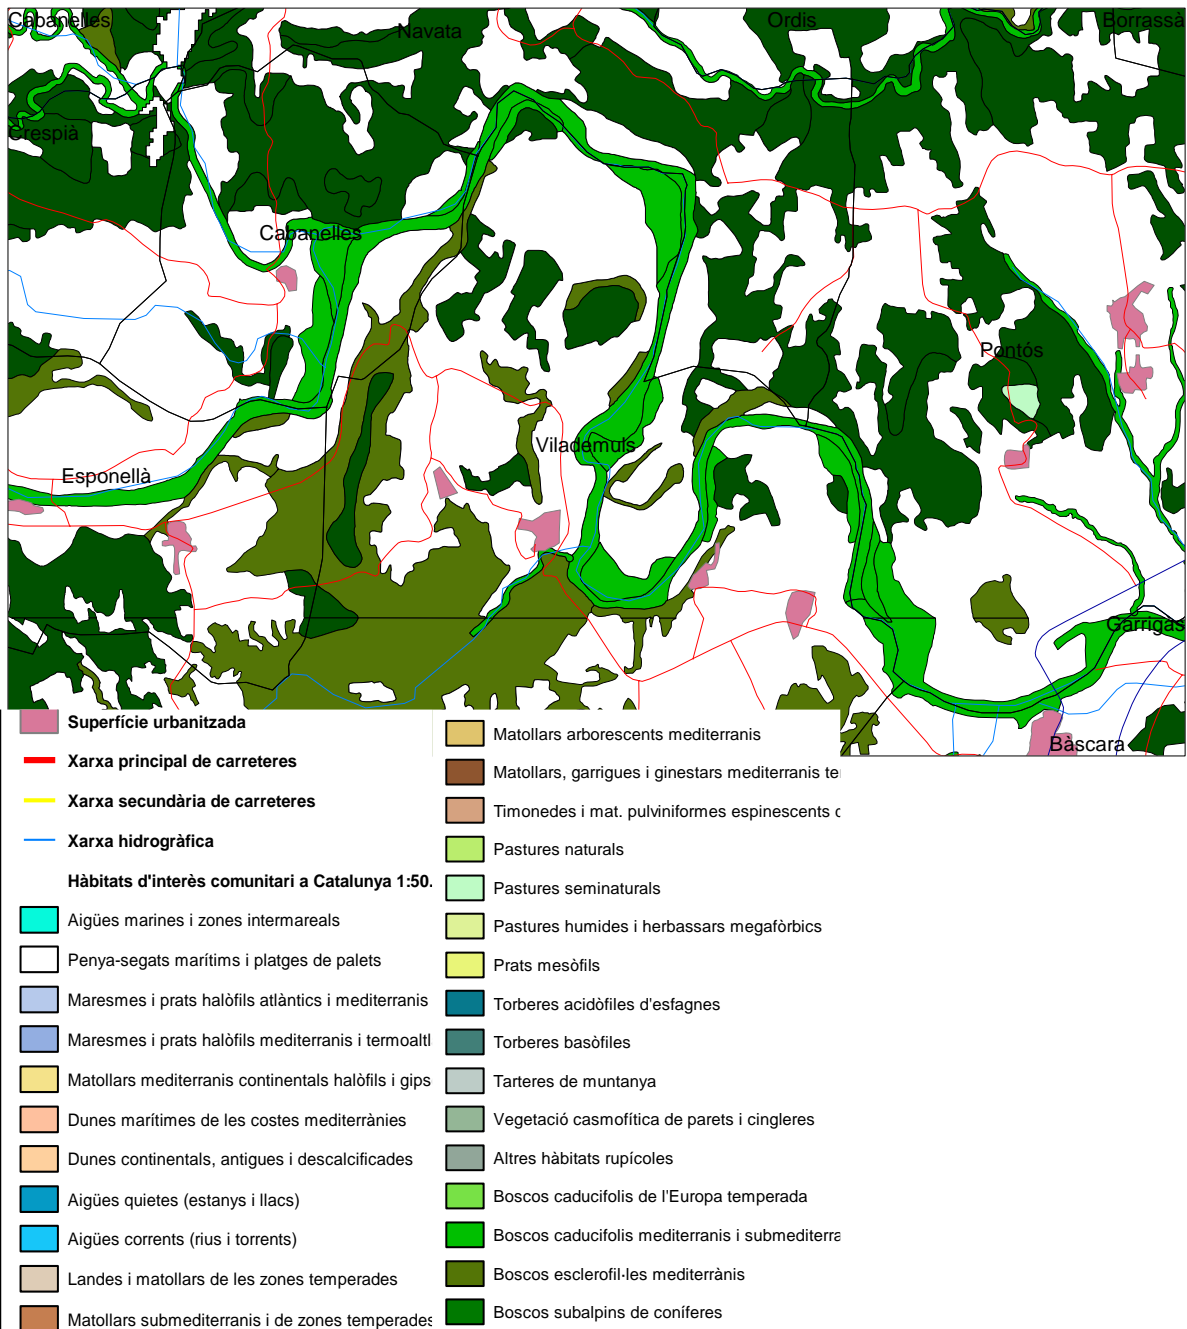 Cabanelles
Navata
Ordis
Borrassà
Crespià
Cabanelles
Pontós
Vilademuls
Esponellà
Garrigàs
Bàscara
Superfície urbanitzada
Xarxa principal de carreteres
Xarxa secundària de carreteres
Xarxa hidrogràfica
Hàbitats d'interès comunitari a Catalunya 1:50.
Aigües marines i zones intermareals
Penya-segats marítims i platges de palets
Maresmes i prats halòfils atlàntics i mediterranis
Maresmes i prats halòfils mediterranis i termoatl
Matollars mediterranis continentals halòfils i gips
Dunes marítimes de les costes mediterrànies
Dunes continentals, antigues i descalcificades
Aigües quietes (estanys i llacs)
Aigües corrents (rius i torrents)
Landes i matollars de les zones temperades
Matollars submediterranis i de zones temperades
Matollars arborescents mediterranis
Matollars, garrigues i ginestars mediterranis te
Timonedes i mat. pulviniformes espinescents
Pastures naturals
Pastures seminaturals
Pastures humides i herbassars megafòrbics
Prats mesòfils
Torberes acidòfiles d'esfagnes
Torberes basòfiles
Tarteres de muntanya
Vegetació casmofítica de parets i cingleres
Altres hàbitats rupícoles
Boscos caducifolis de l'Europa temperada
Boscos caducifolis mediterranis i submediterra
Boscos esclerofil·les mediterrànis
Boscos subalpins de coníferes